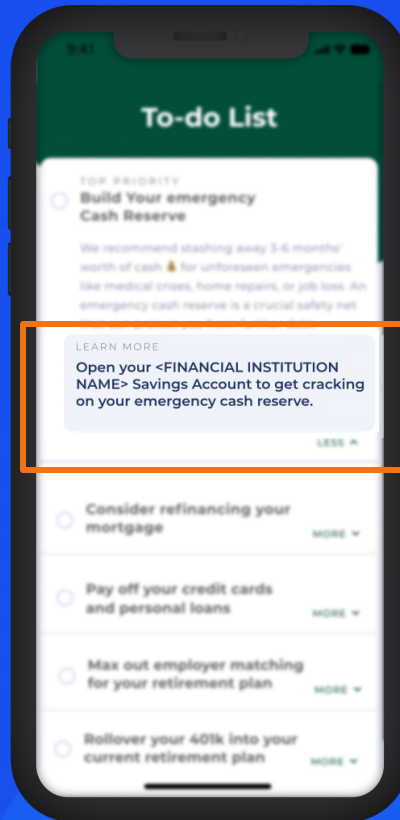 9:41
To-do List
TOP PRIORITY
Build Your emergency
Cash Reserve
We recommend stashing away 3-6 months'
worth of cash 💰 for unforeseen emergencies
like medical crises, home repairs, or job loss. An
emergency cash reserve is a crucial safety net
LEARN MORE
Open your <FINANCIAL INSTITUTION
NAME> Savings Account to get cracking
on your emergency cash reserve.
LESS
Consider refinancing your
mortgage
MORE
Pay off your credit cards
and personal loans
MORE
Max out employer matching
for your retirement plan
MORE
Rollover your 401k into your
current retirement plan
MORE